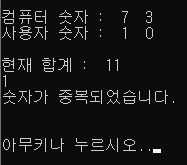 컴퓨터 숫자 : 7 3
사용자 숫자 : 1 0
현재 합계 : 11
1
숫자가 중복되었습니다.
아무키나 누르시오..